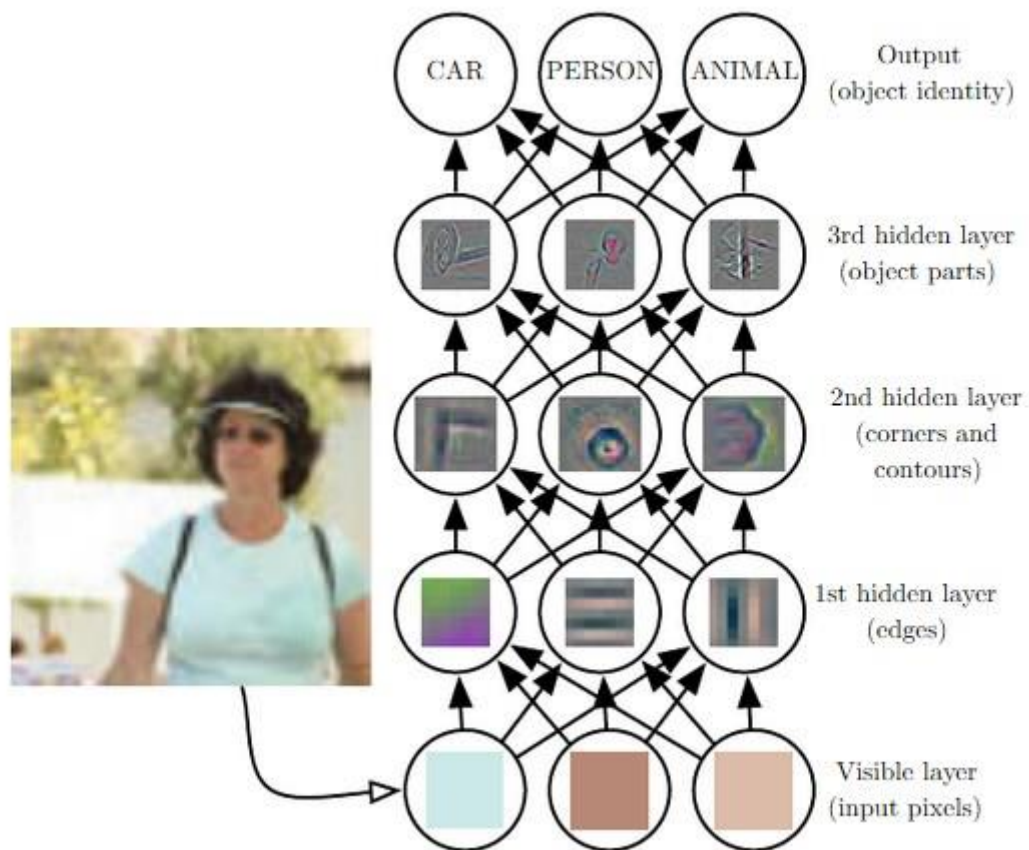 CAR PERSON ANIMAL
Output
(object identity)
3rd hidden layer
(object parts)
2nd hidden layer
(corners and
contours)
1st hidden layer
(edges)
Visible layer
(input pixels)